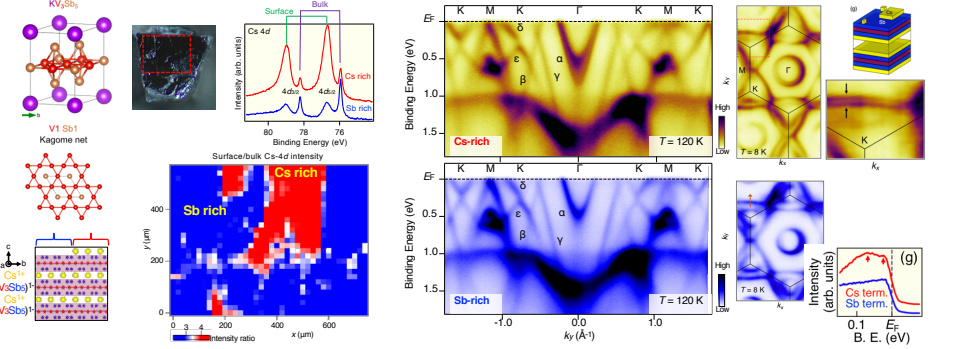 KV3Sb5
b
V1 Sb1
Kagome net
c
a
b
Cs1+
(V3Sb5)1-
Cs1+
(V3Sb5)1-
Surface
Bulk
Cs 4d
Cs rich
4d3/2
4d5/2
Sb rich
Intensity (arb. units)
80
78
76
Binding Energy (eV)
Surface/bulk Cs-4d intensity
Cs rich
Sb rich
y (μm)
400
200
0
0
200
400
600
x (μm)
3
4
Intensity ratio
K
M
K
Γ
K
M
K
EF
0.5
1.0
1.5
Binding Energy (eV)
δ
ε
β
α
γ
Cs-rich
T = 120 K
High
Low
K
M
K
Γ
K
M
K
EF
0
0.5
1.0
1.5
Binding Energy (eV)
δ
ε
β
α
γ
Sb-rich
T = 120 K
High
Low
-1.0
0.0
1.0
ky (Å-1)
M
Γ
K
ky
T = 8 K
kx
(g)
Cs
Sb
K
kx
ky
T = 8 K
kx
(g)
Cs term.
Sb term.
Intensity
(arb. units)
0.1
EF
B. E. (eV)